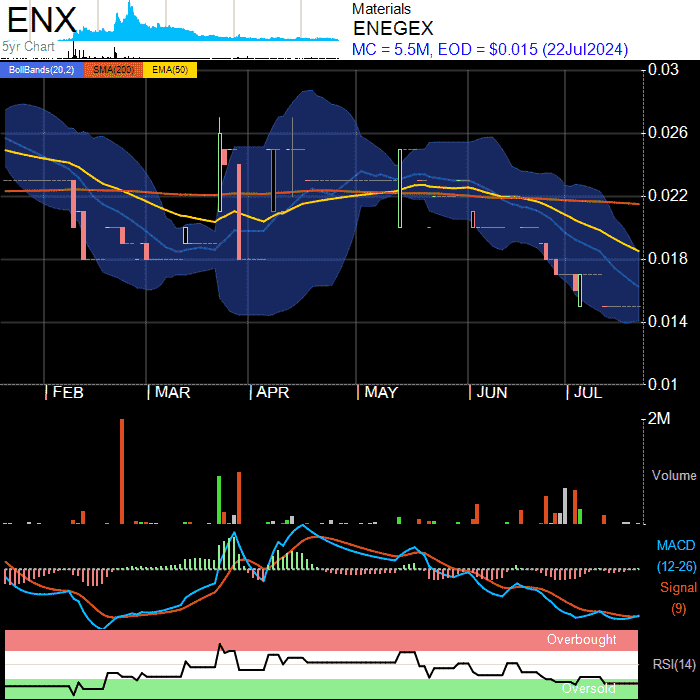 ENX
5yr Chart
Materials
ENEGEX
MC = 5.5M, EOD = $0.015 (22Jul2024)
BollBands(20,2) SMA(200) EMA(50)
0.03
0.026
0.022
0.018
0.014
0.01
FEB MAR APR MAY JUN JUL
2M
Volume
MACD
(12-26)
Signal
(9)
Overbought
RSI(14)
Oversold